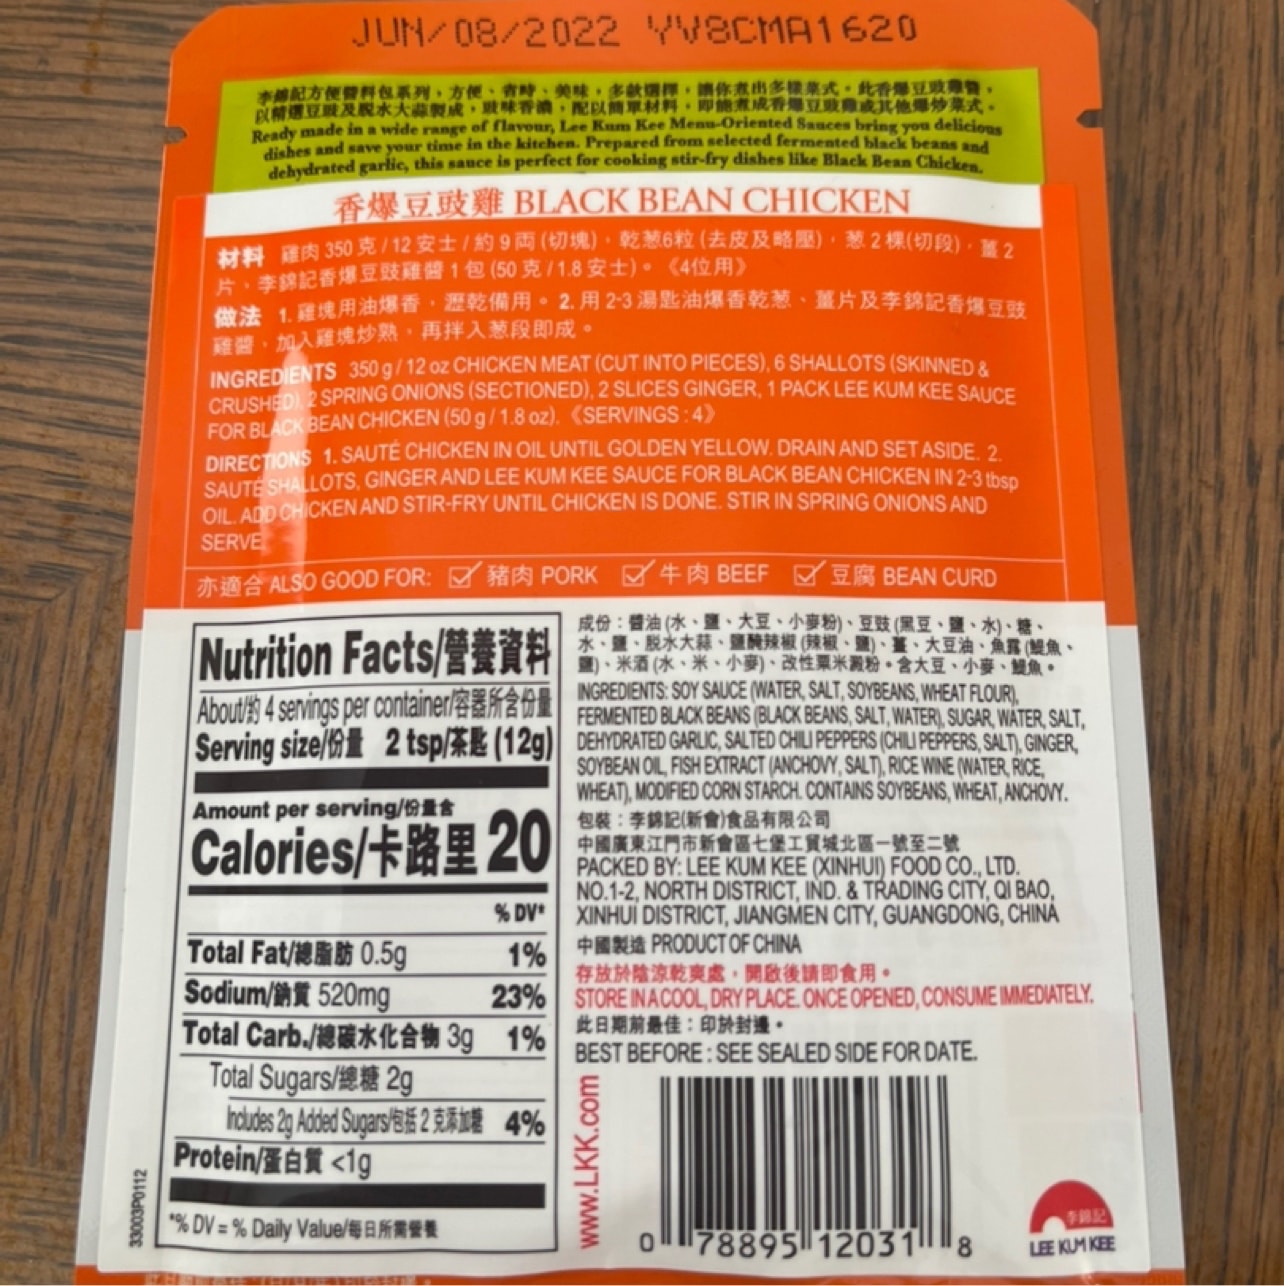 JUN/08/2022 YV8CMA1620
李錦記方便醬料包系列，方便、省時、美味，多款選擇，讓你煮出多樣菜式。此香爆豆豉雞醬，
以精選豆豉及脫水大蒜製成，豉味香濃，配以簡單材料，即能煮成香爆豆豉雞或其他爆炒菜式。
Ready made in a wide range of flavour, Lee Kum Kee Menu-Oriented Sauces bring you delicious
dishes and save your time in the kitchen. Prepared from selected fermented black beans and
dehydrated garlic, this sauce is perfect for cooking stir-fry dishes like Black Bean Chicken.
香爆豆豉雞 BLACK BEAN CHICKEN
材料 雞肉 350 克 / 12 安士 / 約 9 両 (切塊)，乾葱6粒 (去皮及略壓)，葱 2 棵(切段)，薑 2
片、李錦記香爆豆豉雞醬 1 包 (50 克 / 1.8 安士)。《4位用》
做法 1. 雞塊用油爆香，瀝乾備用。2. 用 2-3 湯匙油爆香乾葱、薑片及李錦記香爆豆豉
雞醬，加入雞塊炒熟，再拌入葱段即成。
INGREDIENTS 350 g / 12 oz CHICKEN MEAT (CUT INTO PIECES), 6 SHALLOTS (SKINNED &
CRUSHED), 2 SPRING ONIONS (SECTIONED), 2 SLICES GINGER, 1 PACK LEE KUM KEE SAUCE
FOR BLACK BEAN CHICKEN (50 g / 1.8 oz).《SERVINGS : 4》
DIRECTIONS 1. SAUTÉ CHICKEN IN OIL UNTIL GOLDEN YELLOW. DRAIN AND SET ASIDE. 2.
SAUTÉ SHALLOTS, GINGER AND LEE KUM KEE SAUCE FOR BLACK BEAN CHICKEN IN 2-3 tbsp
OIL. ADD CHICKEN AND STIR-FRY UNTIL CHICKEN IS DONE. STIR IN SPRING ONIONS AND
SERVE.
亦適合 ALSO GOOD FOR: ☑ 豬肉 PORK ☑ 牛肉 BEEF ☑ 豆腐 BEAN CURD
Nutrition Facts/營養資料
About/約 4 servings per container/容器所含份量
Serving size/份量 2 tsp/茶匙 (12g)
Amount per serving/份量含
Calories/卡路里 20
% DV*
Total Fat/總脂肪 0.5g 1%
Sodium/鈉質 520mg 23%
Total Carb./總碳水化合物 3g 1%
Total Sugars/總糖 2g
Includes 2g Added Sugars/包括 2 克添加糖 4%
Protein/蛋白質 <1g
*% DV = % Daily Value/每日所需營養
33003P0112
成份：醬油 (水、鹽、大豆、小麥粉)、豆豉 (黑豆、鹽、水)、糖、
水、鹽、脫水大蒜、鹽醃辣椒 (辣椒、鹽)、薑、大豆油、魚露 (鯷魚、
鹽)、米酒 (水、米、小麥)、改性粟米澱粉。含大豆、小麥、鯷魚。
INGREDIENTS: SOY SAUCE (WATER, SALT, SOYBEANS, WHEAT FLOUR),
FERMENTED BLACK BEANS (BLACK BEANS, SALT, WATER), SUGAR, WATER, SALT,
DEHYDRATED GARLIC, SALTED CHILI PEPPERS (CHILI PEPPERS, SALT), GINGER,
SOYBEAN OIL, FISH EXTRACT (ANCHOVY, SALT), RICE WINE (WATER, RICE,
WHEAT), MODIFIED CORN STARCH. CONTAINS SOYBEANS, WHEAT, ANCHOVY.
包裝：李錦記(新會)食品有限公司
中國廣東江門市新會區七堡工貿城北區一號至二號
PACKED BY: LEE KUM KEE (XINHUI) FOOD CO., LTD.
NO.1-2, NORTH DISTRICT, IND. & TRADING CITY, QI BAO,
XINHUI DISTRICT, JIANGMEN CITY, GUANGDONG, CHINA
中國製造 PRODUCT OF CHINA
存放於陰涼乾爽處，開啟後請即食用。
STORE IN A COOL, DRY PLACE. ONCE OPENED, CONSUME IMMEDIATELY.
此日期前最佳：印於封邊。
BEST BEFORE : SEE SEALED SIDE FOR DATE.
www.LKK.com
0 78895 12031 8
李錦記
LEE KUM KEE